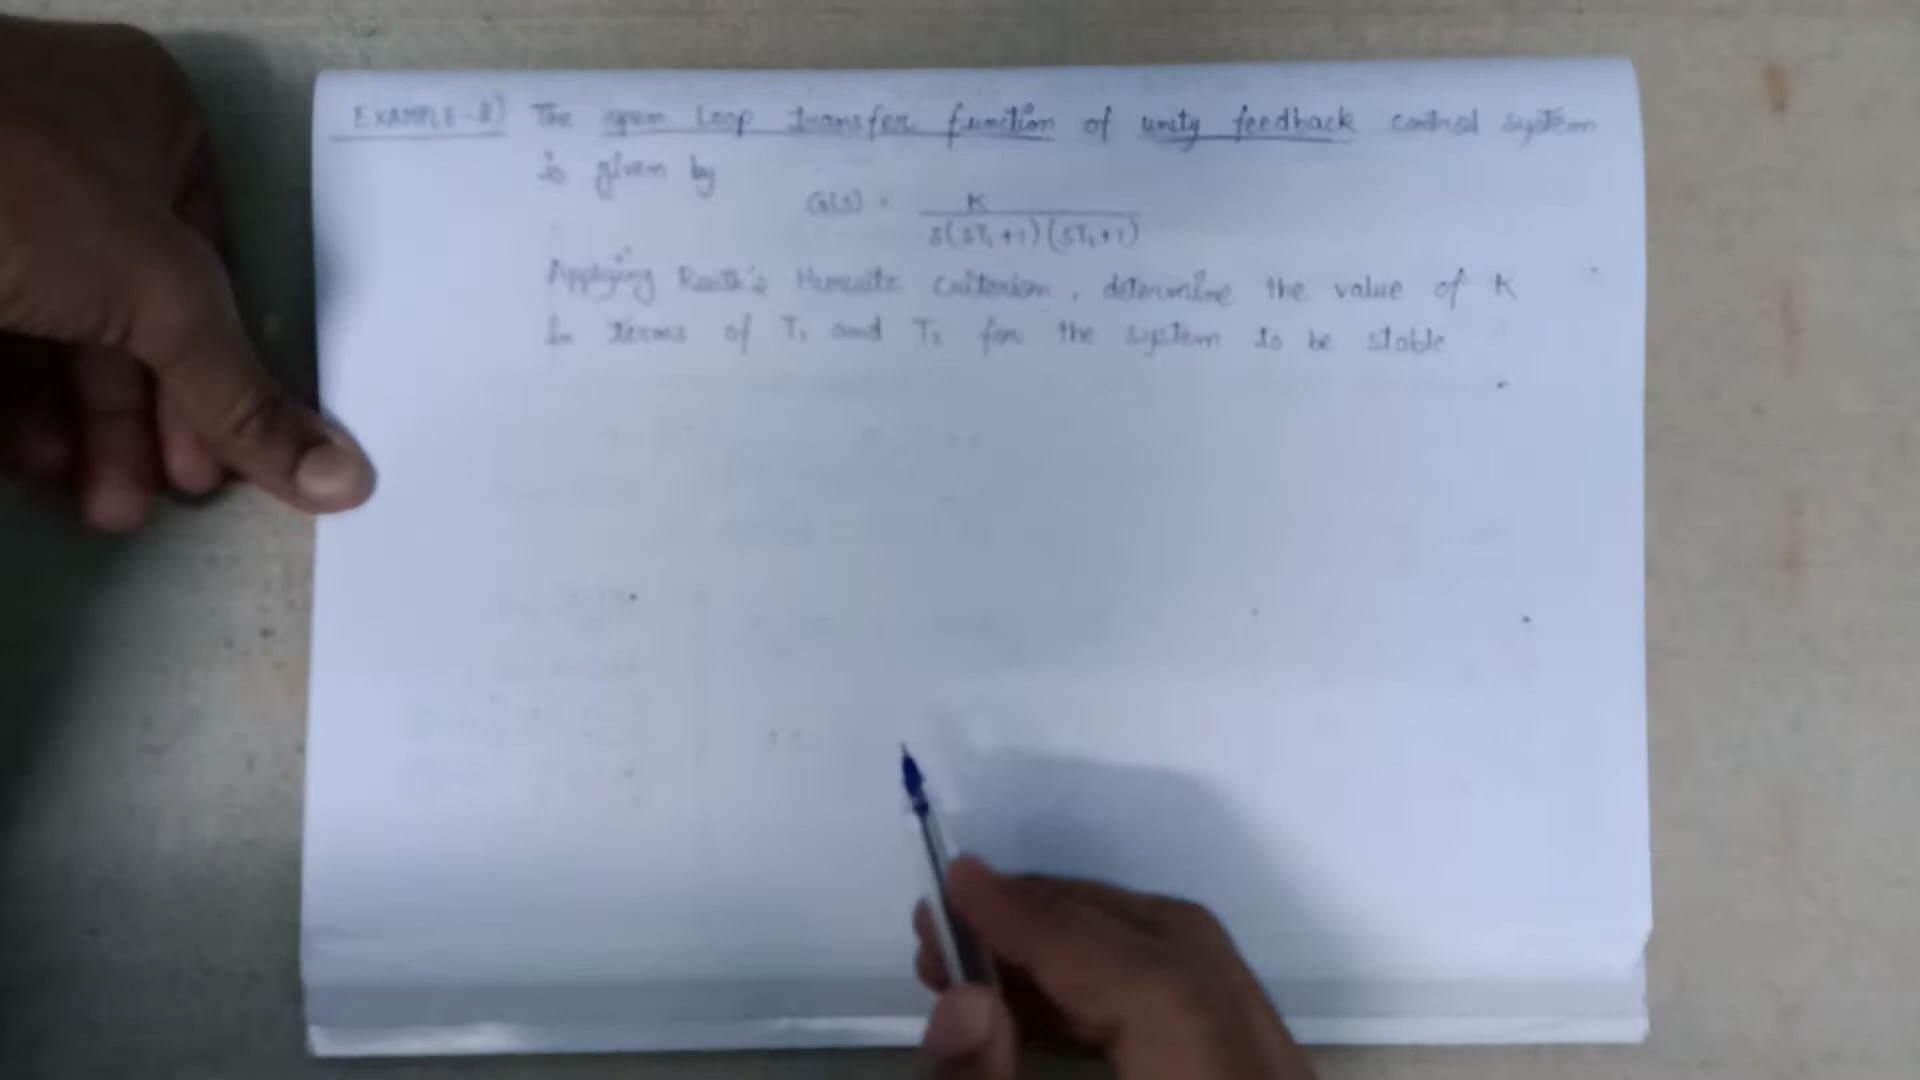 EXAMPLE-8) The open loop transfer function of unity feedback control system
is given by
G(s) = K / S(ST₁+1)(ST₂+1)
Applying Routh's Hurwitz criterion, determine the value of K
in terms of T₁ and T₂ for the system to be stable